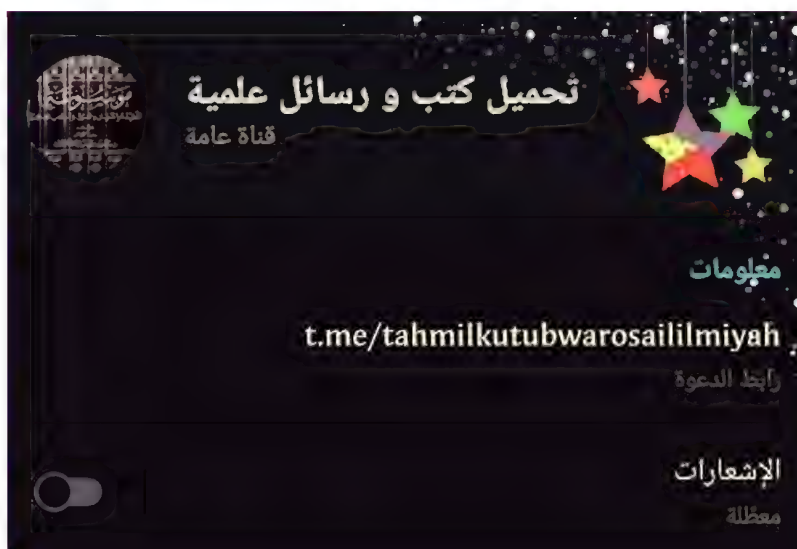 تحميل كتب و رسائل علمية
قناة عامة
معلومات
t.me/tahmilkutubwarosaililmiyah
رابط الدعوة
الإشعارات
معطّلة